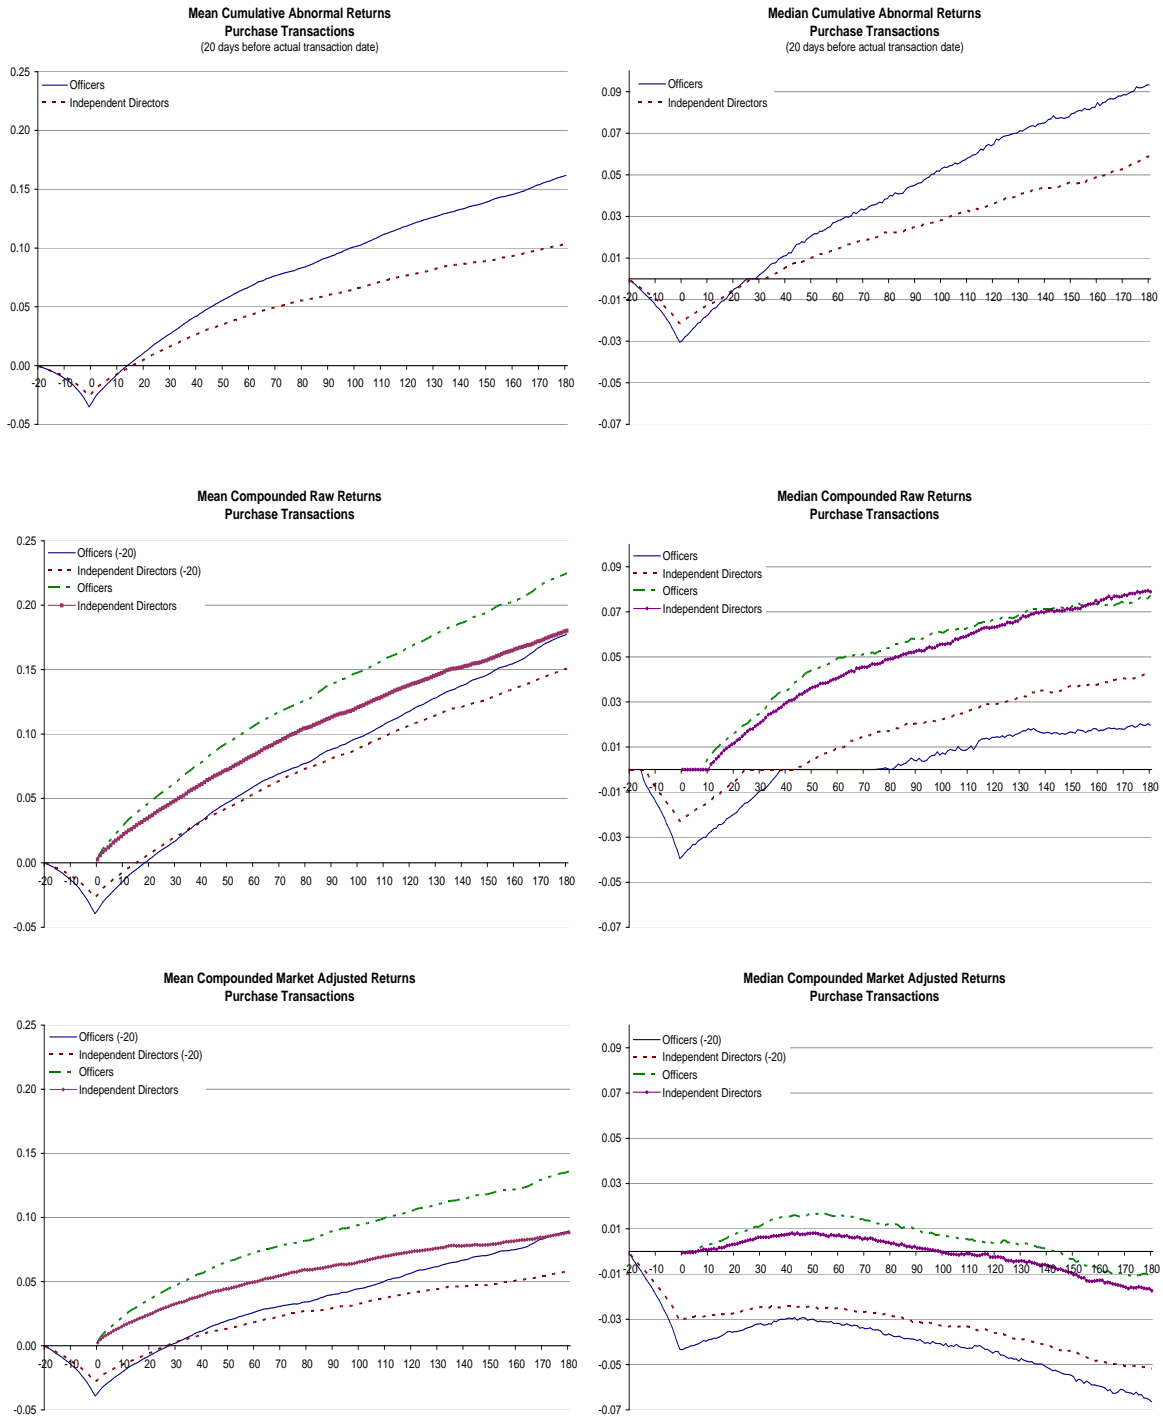 Mean Cumulative Abnormal Returns
Purchase Transactions
(20 days before actual transaction date)
Officers
Independent Directors
0.25
0.20
0.15
0.10
0.05
0.00
-0.05
-20 -10 0 10 20 30 40 50 60 70 80 90 100 110 120 130 140 150 160 170 180
Median Cumulative Abnormal Returns
Purchase Transactions
(20 days before actual transaction date)
Officers
Independent Directors
0.09
0.07
0.05
0.03
0.01
-0.01
-0.03
-0.05
-0.07
-20 -10 0 10 20 30 40 50 60 70 80 90 100 110 120 130 140 150 160 170 180
Mean Compounded Raw Returns
Purchase Transactions
Officers (-20)
Independent Directors (-20)
Officers
Independent Directors
0.25
0.20
0.15
0.10
0.05
0.00
-0.05
-20 -10 0 10 20 30 40 50 60 70 80 90 100 110 120 130 140 150 160 170 180
Median Compounded Raw Returns
Purchase Transactions
Officers
Independent Directors
Officers
Independent Directors
0.09
0.07
0.05
0.03
0.01
-0.01
-0.03
-0.05
-0.07
-20 -10 0 10 20 30 40 50 60 70 80 90 100 110 120 130 140 150 160 170 180
Mean Compounded Market Adjusted Returns
Purchase Transactions
Officers (-20)
Independent Directors (-20)
Officers
Independent Directors
0.25
0.20
0.15
0.10
0.05
0.00
-0.05
-20 -10 0 10 20 30 40 50 60 70 80 90 100 110 120 130 140 150 160 170 180
Median Compounded Market Adjusted Returns
Purchase Transactions
Officers (-20)
Independent Directors (-20)
Officers
Independent Directors
0.09
0.07
0.05
0.03
0.01
-0.01
-0.03
-0.05
-0.07
-20 -10 0 10 20 30 40 50 60 70 80 90 100 110 120 130 140 150 160 170 180